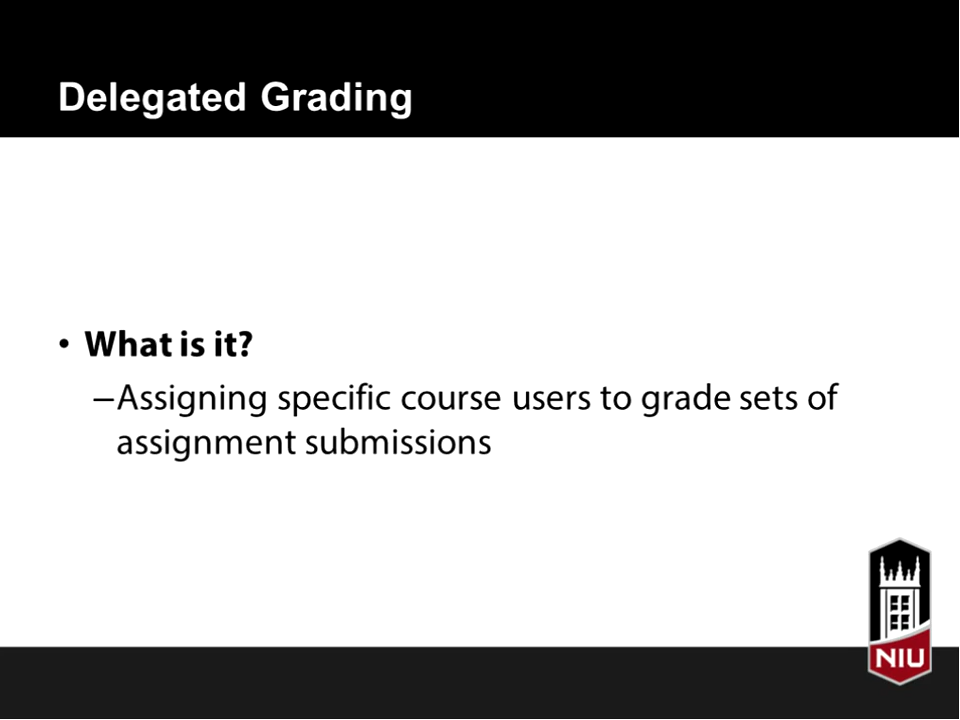 Delegated Grading
• What is it?
–Assigning specific course users to grade sets of
assignment submissions
NIU